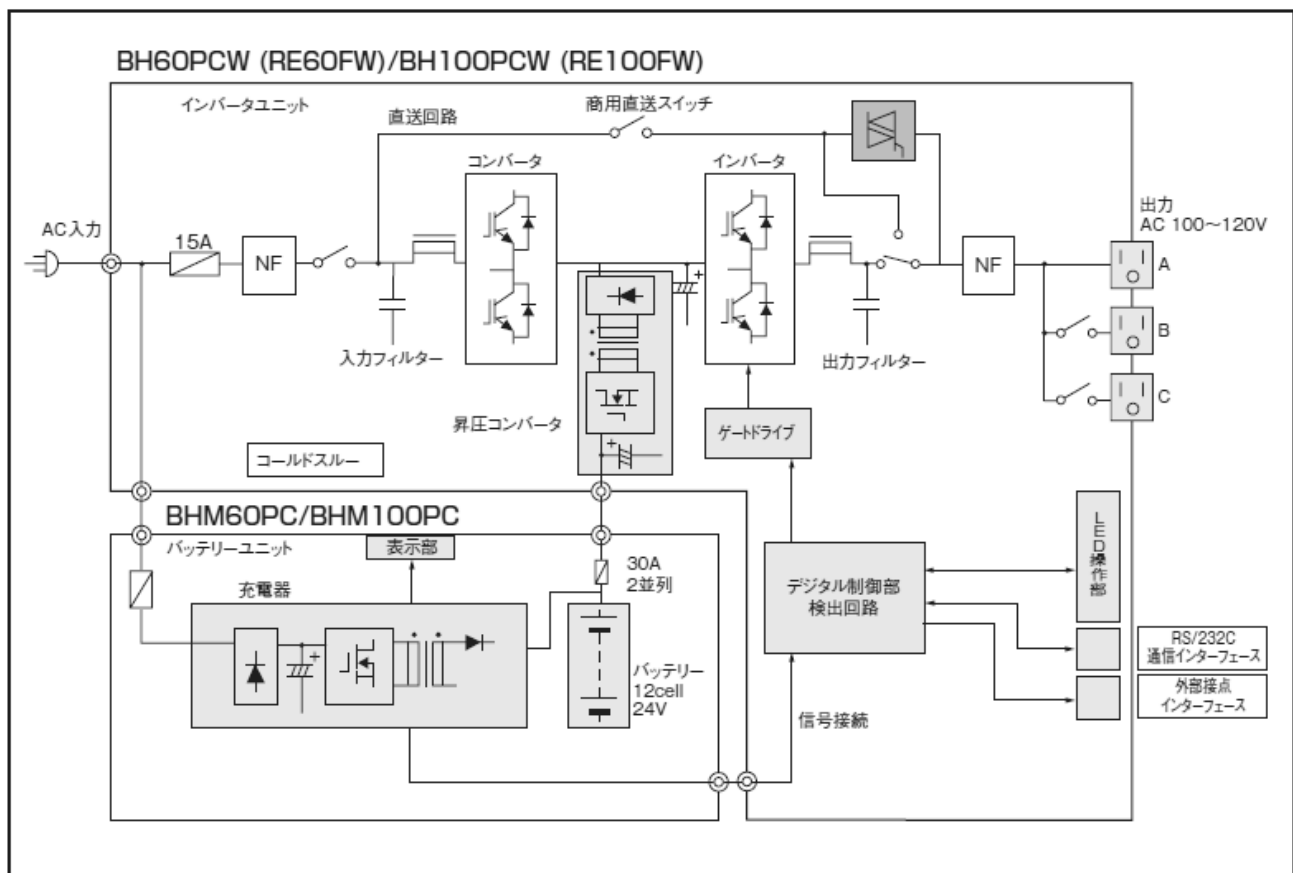 BH60PCW (RE60FW)/BH100PCW (RE100FW)
インバータユニット
直送回路
商用直送スイッチ
コンバータ
インバータ
AC入力
15A
NF
入力フィルター
+
出力フィルター
NF
出力
AC 100〜120V
A
B
C
昇圧コンバータ
+
ゲートドライブ
コールドスルー
BHM60PC/BHM100PC
バッテリーユニット
表示部
30A
2並列
充電器
+
バッテリー
12cell
24V
デジタル制御部
検出回路
LED操作部
RS/232C
通信インターフェース
外部接点
インターフェース
信号接続